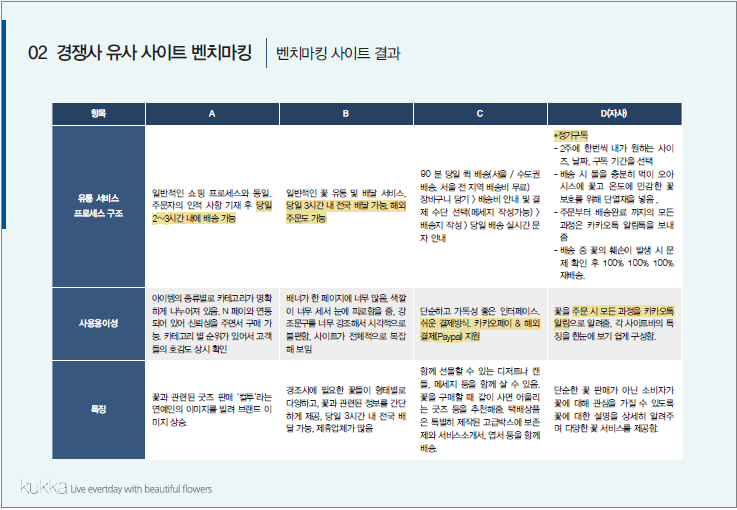 02 경쟁사 유사 사이트 벤치마킹
벤치마킹 사이트 결과
항목
A
B
C
D(자사)
유통 서비스
프로세스 구조
일반적인 쇼핑 프로세스와 동일.
주문자의 인적 사항 기재 후 당일
2~3시간 내에 배송 가능
일반적인 꽃 유통 및 배달 서비스,
당일 3시간 내 전국 배달 가능, 해외
주문도 가능
90 분 당일 퀵 배송(서울 / 수도권
배송, 서울 전 지역 배송비 무료)
장바구니 담기 > 배송비 안내 및 결
제 수단 선택(메세지 작성가능) >
배송지 작성 > 당일 배송 실시간 문
자 안내
*정기구독
- 2주에 한번씩 내가 원하는 사이
즈, 날짜, 구독 기간을 선택
- 배송 시 물을 충분히 먹이 오아
시스에 꽃고 온도에 민감한 꽃
보호를 위해 단열재를 넣음 ,
- 주문부터 배송완료 까지의 모든
과정은 카카오톡 알림톡을 보내
줌
- 배송 중 꽃의 훼손이 발생 시 문
제 확인 후 100% 100% 100%
재배송.
사용용이성
아이템의 종류별로 카테고리가 명확
하게 나누어져 있음. N 페이와 연동
되어 있어 신뢰성을 주면서 구매 가
능. 카테고리 별 순위가 있어서 고객
들의 호감도 상시 확인
배너가 한 페이지에 너무 많음, 색깔
이 너무 세서 눈에 피로함을 줌, 강
조문구를 너무 강조해서 시각적으로
불편함, 사이트가 전체적으로 복잡
해 보임
단순하고 가독성 좋은 인터페이스.
쉬운 결제방식, 카카오페이 & 해외
결제(Paypal) 지원
꽃을 주문 시 모든 과정을 카카오톡
알림으로 알려줌, 각 사이트바의 특
징을 한눈에 보기 쉽게 구성함.
특징
꽃과 관련된 굿즈 판매 '컬투'라는
연예인의 이미지를 빌려 브랜드 이
미지 상승.
경조사에 필요한 꽃들이 형태별로
다양하고, 꽃과 관련된 정보를 간단
하게 제공, 당일 3시간 내 전국 배
달 가능, 제휴업체가 많음
함께 선물할 수 있는 디저트나 캔
들, 메세지 등을 함께 살 수 있음.
꽃을 구매할 때 같이 사면 어울리
는 굿즈 등을 추천해줌. 택배상품
은 특별히 제작된 고급박스에 보존
제와 서비스소개서, 엽서 등을 함께
배송.
단순한 꽃 판매가 아닌 소비자가
꽃에 대해 관심을 가질 수 있도록
꽃에 대한 설명을 상세히 알려주
며 다양한 꽃 서비스를 제공함.
kukka Live evertday with beautiful flowers